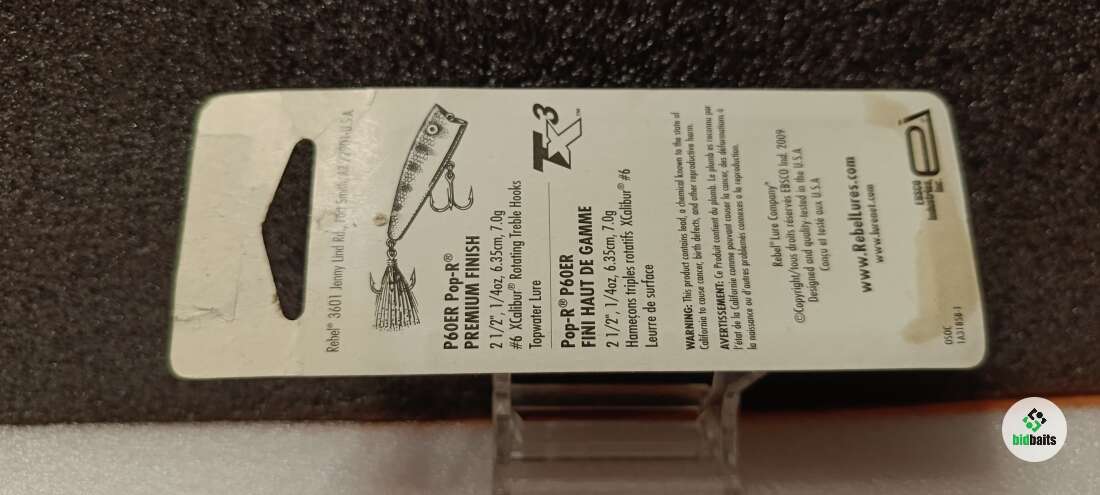 Rebel® 3601 Jenny Lind Rd., Fort Smith, AR 72901-U.S.A
P60ER Pop-R®
PREMIUM FINISH
2 1/2", 1/4oz, 6.35cm, 7.0g
#6 XCalibur® Rotating Treble Hooks
Topwater Lure
TX3™
Pop-R® P60ER
FINI HAUT DE GAMME
2 1/2", 1/4oz, 6.35cm, 7.0g
Hameçons triples rotatifs XCalibur® #6
Leurre de surface
WARNING: This product contains lead, a chemical known to the state of
California to cause cancer, birth defects, and other reproductive harm.
AVERTISSEMENT: Ce Produit contient du plomb. Le plomb es reconnu par
l'état de la Californie comme pouvant causer la cancer, des déformations à
la naissance ou d'autres problèmes connexes a la reproduction.
Rebel® Lure Company
©Copyright/tous droits réservés EBSCO Ind. 2009
Designed and quality tested in the U.S.A
Conçu et teste aux U.S.A
www.RebelLures.com
www.lurenet.com
EBSCO
Industries,
Inc.
050C
1A31858-1
bidbaits